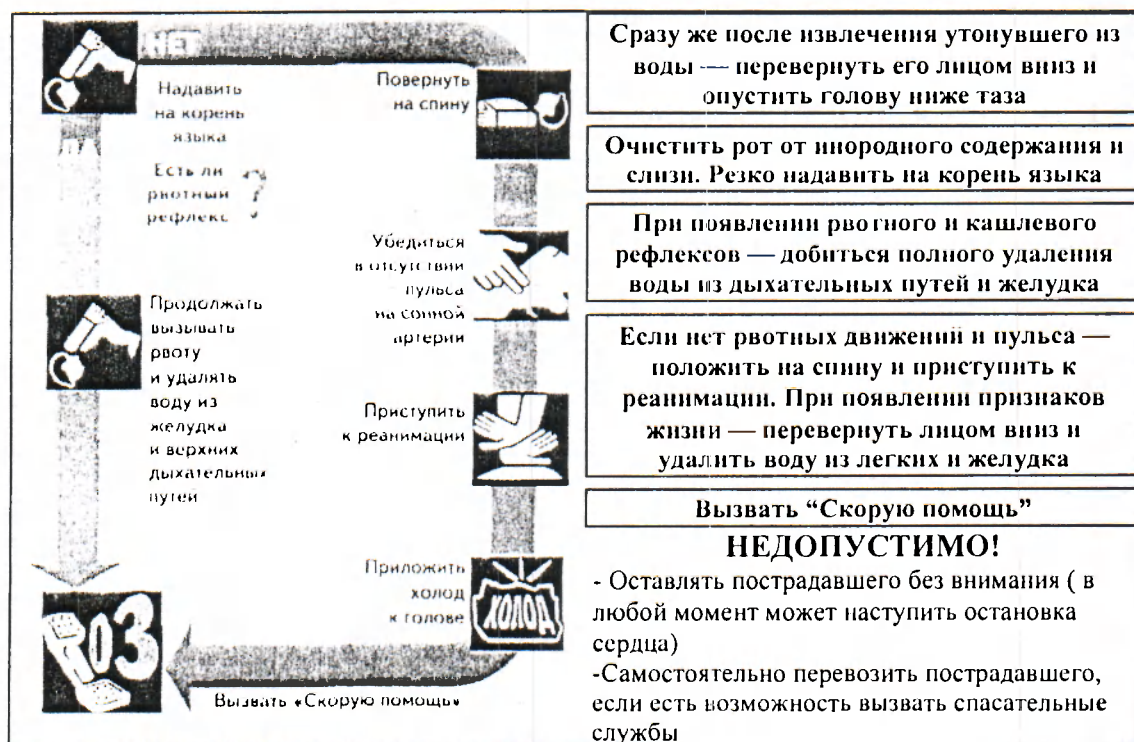 НЕТ
Надавить
на корень
языка
Есть ли
рвотный
рефлекс
?
Продолжать
вызывать
рвоту
и удалять
воду из
желудка
и верхних
дыхательных
путей
03
Повернуть
на спину
Убедиться
в отсутствии
пульса
на сонной
артерии
Приступить
к реанимации
Приложить
холод
к голове
ХОЛОД
Вызвать «Скорую помощь»
Сразу же после извлечения утонувшего из
воды — перевернуть его лицом вниз и
опустить голову ниже таза
Очистить рот от инородного содержания и
слизи. Резко надавить на корень языка
При появлении рвотного и кашлевого
рефлексов — добиться полного удаления
воды из дыхательных путей и желудка
Если нет рвотных движений и пульса —
положить на спину и приступить к
реанимации. При появлении признаков
жизни — перевернуть лицом вниз и
удалить воду из легких и желудка
Вызвать “Скорую помощь”
НЕДОПУСТИМО!
- Оставлять пострадавшего без внимания ( в
любой момент может наступить остановка
сердца)
-Самостоятельно перевозить пострадавшего,
если есть возможность вызвать спасательные
службы